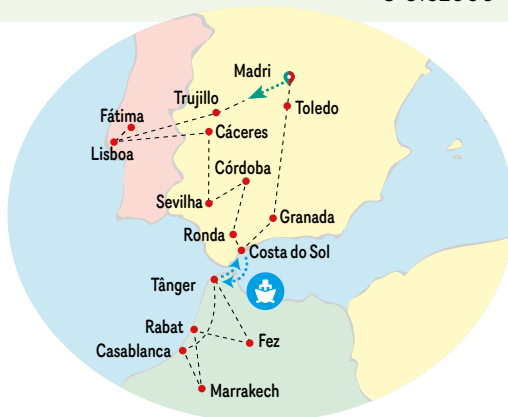 Madri
Trujillo
Toledo
Fátima
Cáceres
Lisboa
Córdoba
Sevilha
Granada
Ronda
Costa do Sol
Tânger
Rabat
Fez
Casablanca
Marrakech